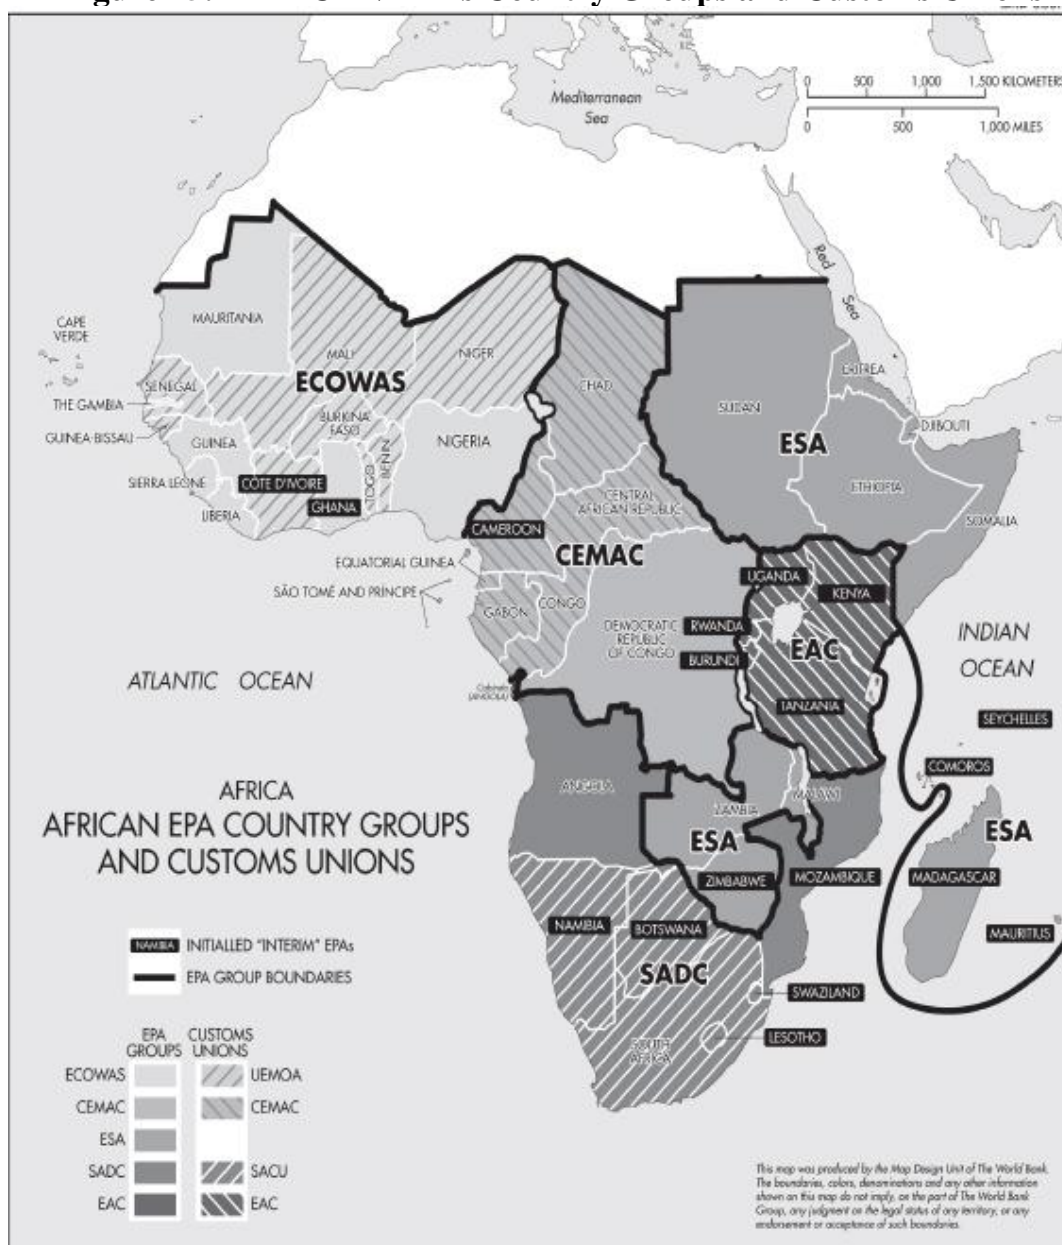 0 500 1,000 1,500 KILOMETERS
0 500 1,000 MILES
Mediterranean
Sea
Red
Sea
MAURITANIA
CAPE
VERDE
MALI
NIGER
ECOWAS
CHAD
ERITREA
SENEGAL
THE GAMBIA
SUDAN
BURKINA
FASO
DJIBOUTI
GUINEA-BISSAU
GUINEA
NIGERIA
ESA
TOGO
BENIN
SIERRA LEONE
CÔTE D'IVOIRE
ETHIOPIA
GHANA
CENTRAL
AFRICAN REPUBLIC
LIBERIA
SOMALIA
CAMEROON
CEMAC
EQUATORIAL GUINEA
UGANDA
SÃO TOMÉ AND PRÍNCIPE
KENYA
GABON
CONGO
DEMOCRATIC
REPUBLIC
OF CONGO
RWANDA
INDIAN
OCEAN
EAC
BURUNDI
ATLANTIC OCEAN
Cabinda
(ANGOLA)
TANZANIA
SEYCHELLES
COMOROS
ANGOLA
AFRICA
AFRICAN EPA COUNTRY GROUPS
AND CUSTOMS UNIONS
ZAMBIA
MALAWI
ESA
ESA
ZIMBABWE
MOZAMBIQUE
MADAGASCAR
NAMIBIA
BOTSWANA
MAURITIUS
NAMIBIA INITIALLED "INTERIM" EPAs
EPA GROUP BOUNDARIES
SADC
SWAZILAND
LESOTHO
SOUTH
AFRICA
EPA
GROUPS
CUSTOMS
UNIONS
ECOWAS UEMOA
CEMAC CEMAC
ESA
SADC SACU
EAC EAC
This map was produced by the Map Design Unit of The World Bank.
The boundaries, colors, denominations and any other information
shown on this map do not imply, on the part of The World Bank
Group, any judgment on the legal status of any territory, or any
endorsement or acceptance of such boundaries.